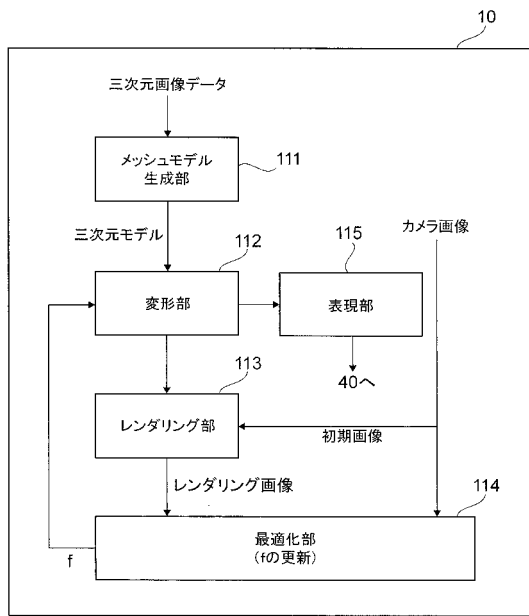 10
三次元画像データ
メッシュモデル
生成部
111
三次元モデル
112
115
カメラ画像
変形部
表現部
113
40へ
レンダリング部
初期画像
レンダリング画像
114
最適化部
(fの更新)
f